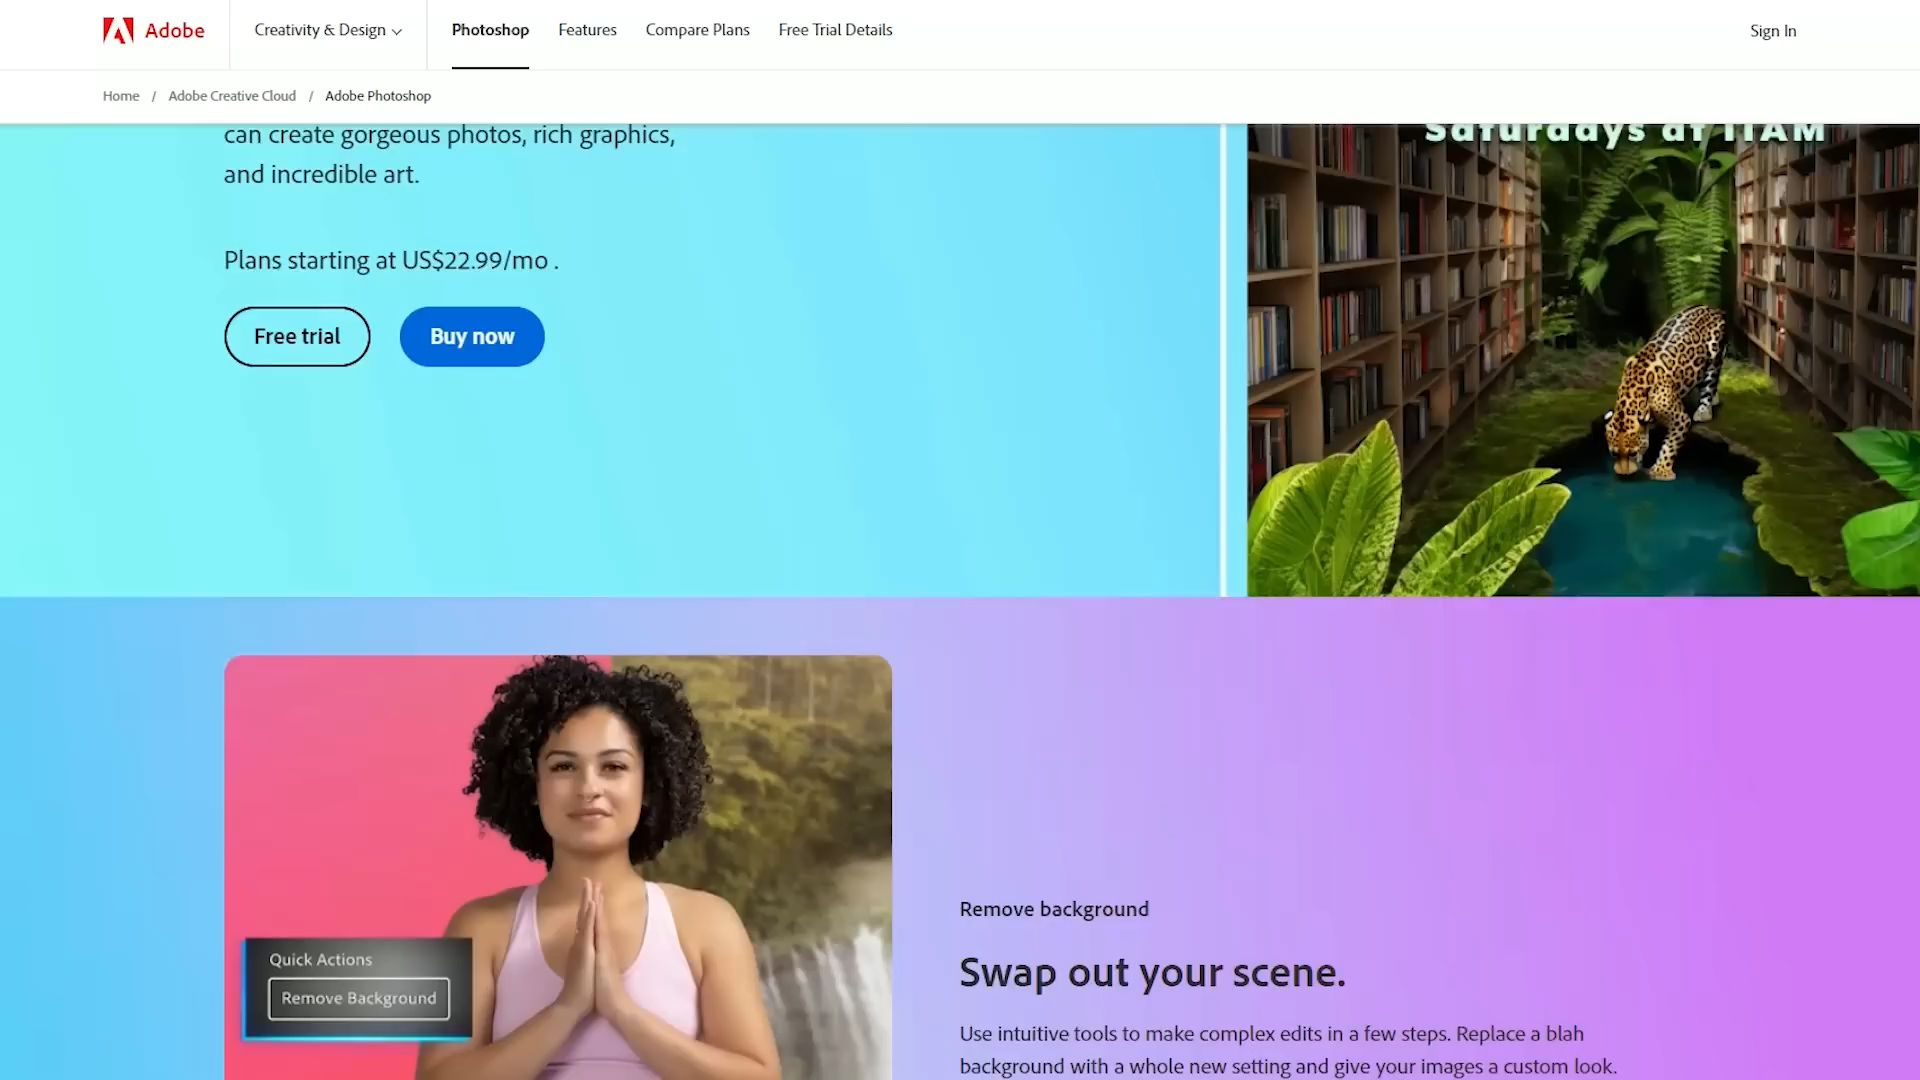 Adobe
Creativity & Design
Photoshop
Features
Compare Plans
Free Trial Details
Sign In
Home / Adobe Creative Cloud / Adobe Photoshop
Saturdays at 11AM
can create gorgeous photos, rich graphics,
and incredible art.
Plans starting at US$22.99/mo .
Free trial
Buy now
Quick Actions
Remove Background
Remove background
Swap out your scene.
Use intuitive tools to make complex edits in a few steps. Replace a blah
background with a whole new setting and give your images a custom look.